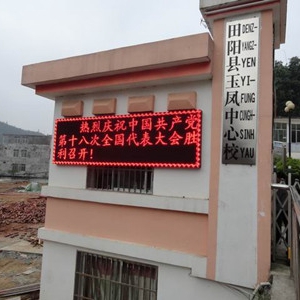 热烈庆祝中国共产党
第十八次全国代表大会胜
利召开！
田阳县玉凤中心校
DENZ-
YANGZ-
YEN
YI-
FUNG
CUNGH-
SINH
YAU